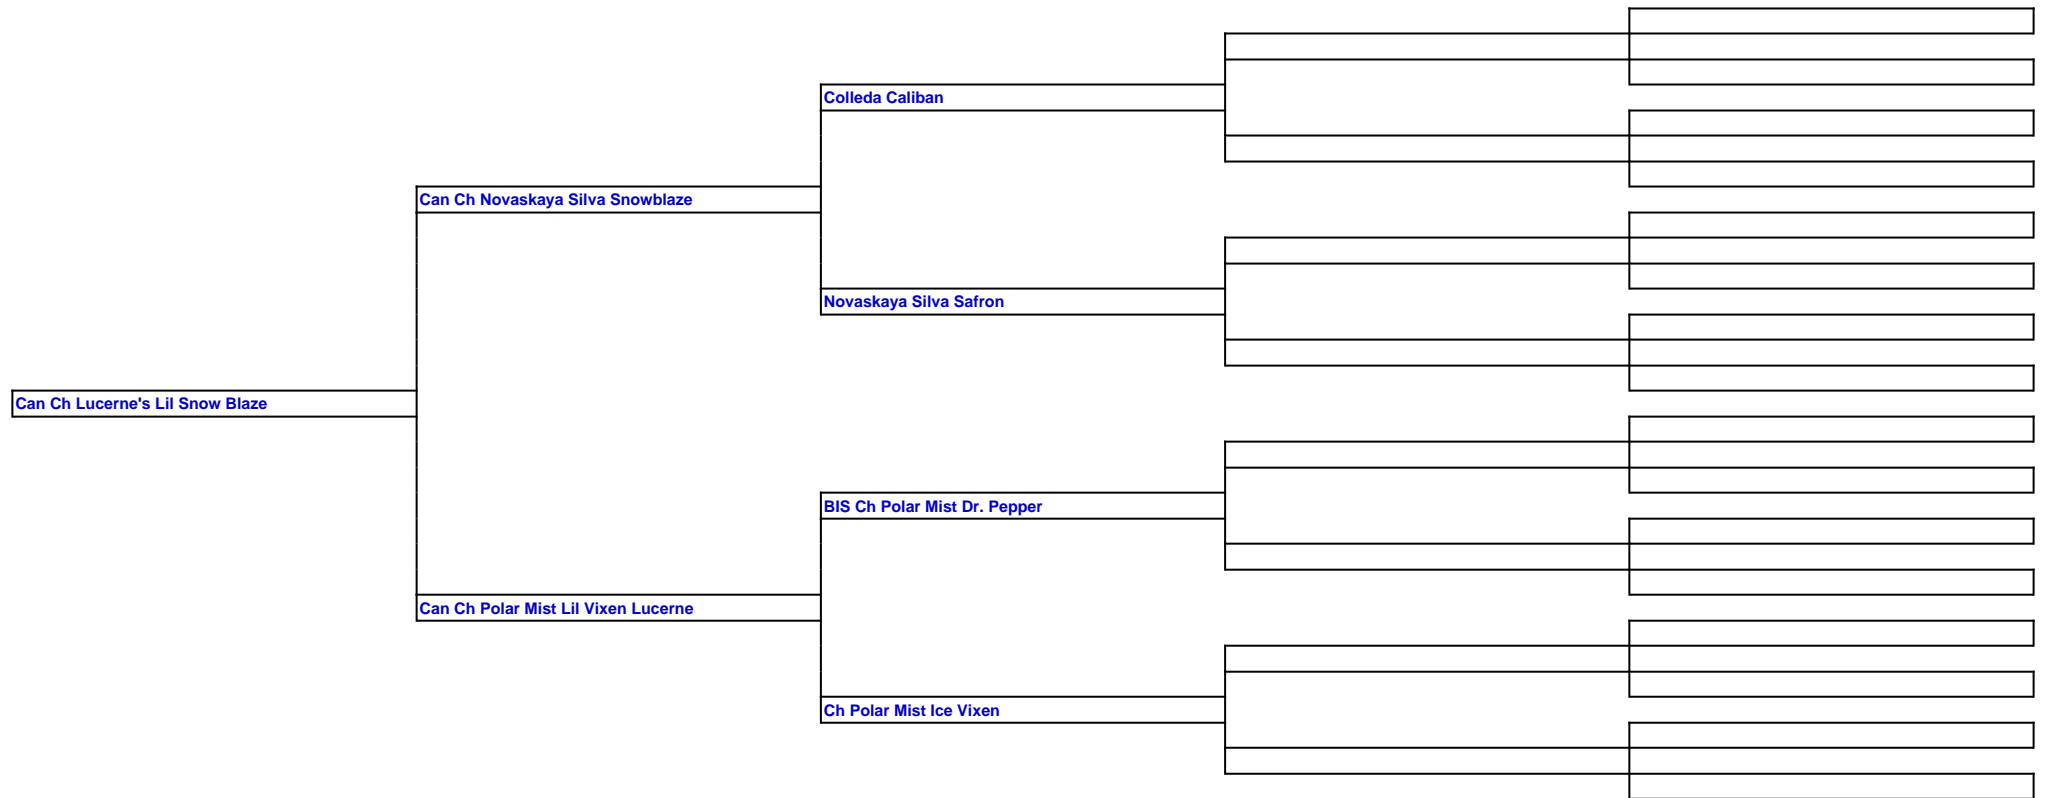 Colleda Caliban
Can Ch Novaskaya Silva Snowblaze
Novaskaya Silva Safron
Can Ch Lucerne's Lil Snow Blaze
BIS Ch Polar Mist Dr. Pepper
Can Ch Polar Mist Lil Vixen Lucerne
Ch Polar Mist Ice Vixen